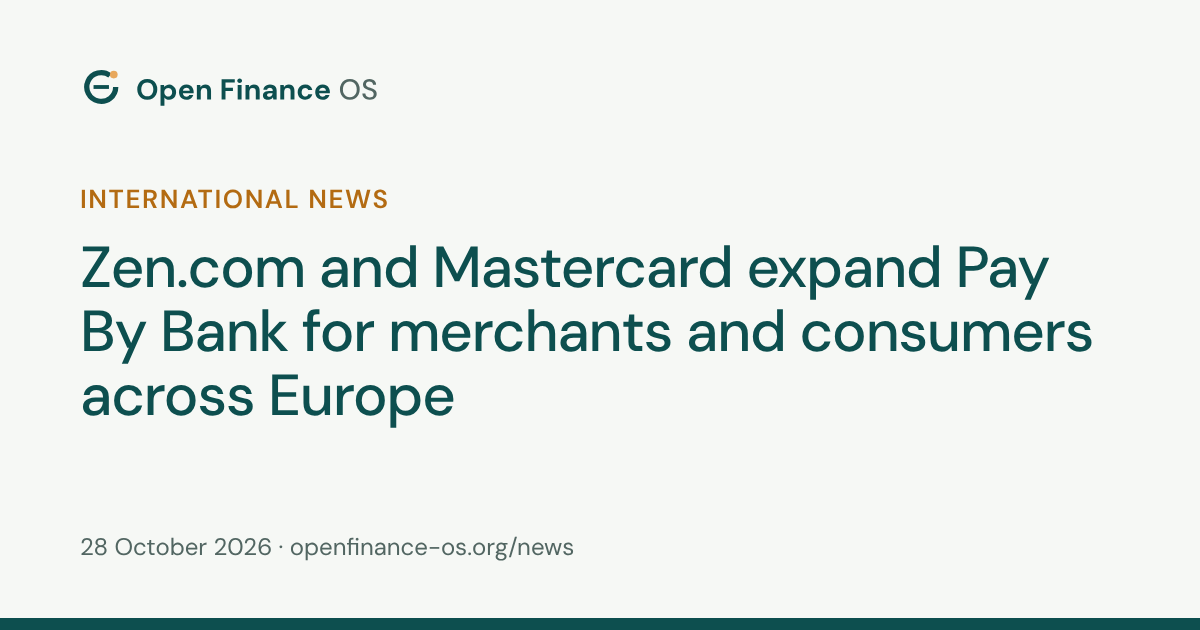 Open Finance OS
INTERNATIONAL NEWS
Zen.com and Mastercard expand Pay
By Bank for merchants and consumers
across Europe
28 October 2026 · openfinance-os.org/news